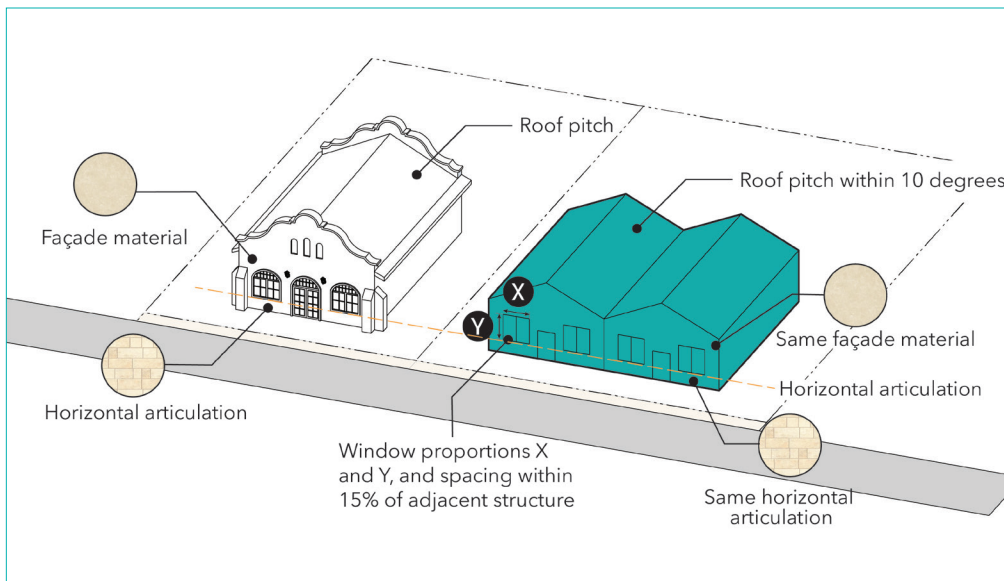 Roof pitch
Roof pitch within 10 degrees
Façade material
X
Y
Same façade material
Horizontal articulation
Horizontal articulation
Window proportions X
and Y, and spacing within
15% of adjacent structure
Same horizontal
articulation